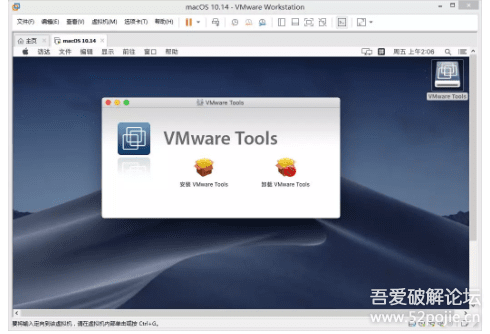 macOS 10.14 - VMware Workstation
文件(F) 编辑(E) 查看(V) 虚拟机(M) 选项卡(T) 帮助(H)
主页 macOS 10.14
访达 文件 编辑 显示 前往 窗口 帮助 周五 上午2:06
VMware Tools
VMware Tools
VMware Tools
安装 VMware Tools 卸载 VMware Tools
吾爱破解论坛
www.52pojie.cn
要将输入定向到该虚拟机，请在虚拟机内部单击或按 Ctrl+G。